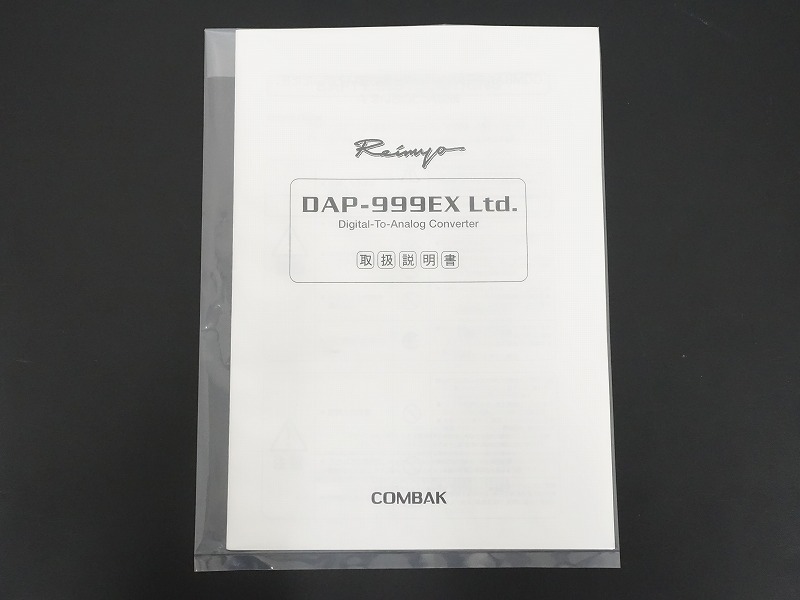 Reimyo
DAP-999EX Ltd.
Digital-To-Analog Converter
取扱説明書
COMBAK